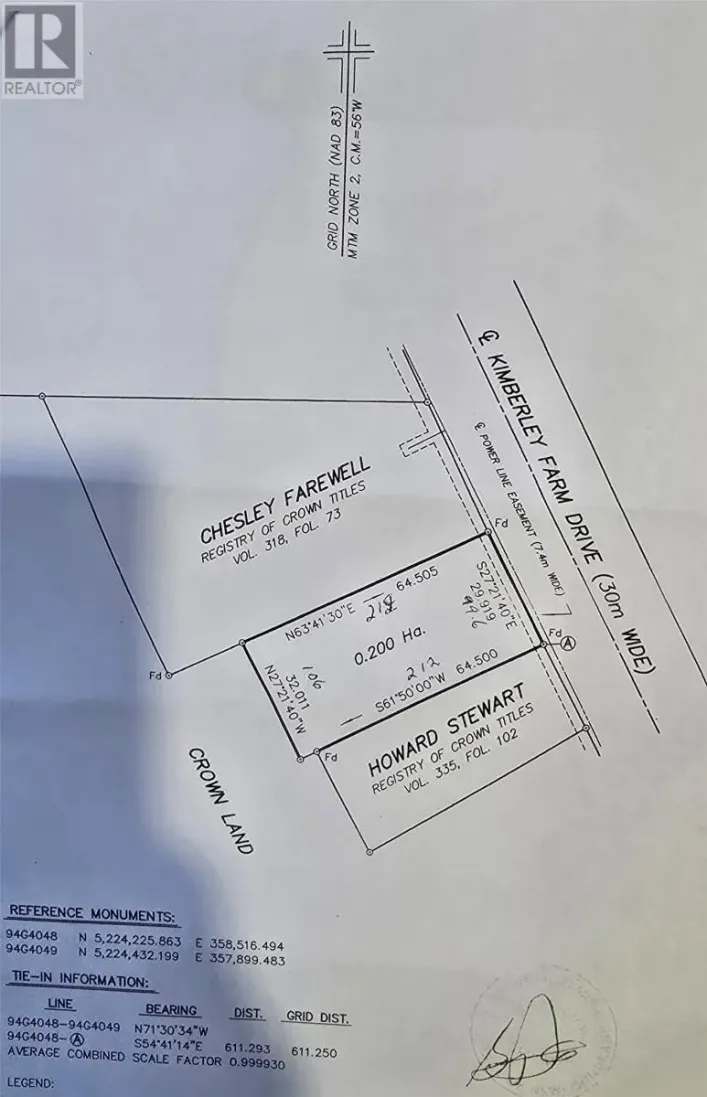 REALTOR®
GRID NORTH (NAD 83)
MTM ZONE 2, C.M.=56°W
℄ KIMBERLEY FARM DRIVE (30m WIDE)
℄ POWER LINE EASEMENT (7.4m WIDE)
CHESLEY FAREWELL
REGISTRY OF CROWN TITLES
VOL. 318, FOL. 73
Fd
N63°41'30"E 64.505
212
S27°21'40"E
29.919
0.200 Ha.
Fd
A
Fd
106
32.011
N27°21'40"W
212
S61°50'00"W 64.500
Fd
HOWARD STEWART
REGISTRY OF CROWN TITLES
VOL. 335, FOL. 102
CROWN LAND
REFERENCE MONUMENTS:
94G4048 N 5,224,225.863 E 358,516.494
94G4049 N 5,224,432.199 E 357,899.483
TIE-IN INFORMATION:
LINE BEARING DIST. GRID DIST.
94G4048-94G4049 N71°30'34"W
94G4048-A S54°41'14"E 611.293 611.250
AVERAGE COMBINED SCALE FACTOR 0.999930
LEGEND: